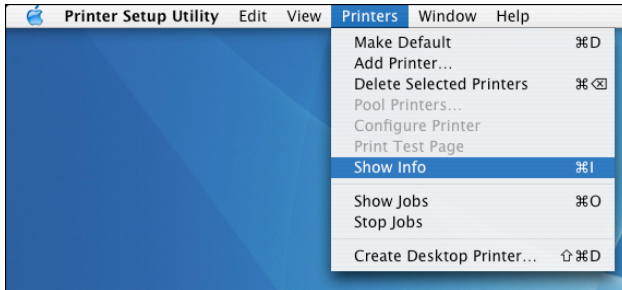 Printer Setup Utility Edit View Printers Window Help
Make Default ⌘D
Add Printer...
Delete Selected Printers ⌘⌫
Pool Printers...
Configure Printer
Print Test Page
Show Info ⌘I
Show Jobs ⌘O
Stop Jobs
Create Desktop Printer... ⇧⌘D